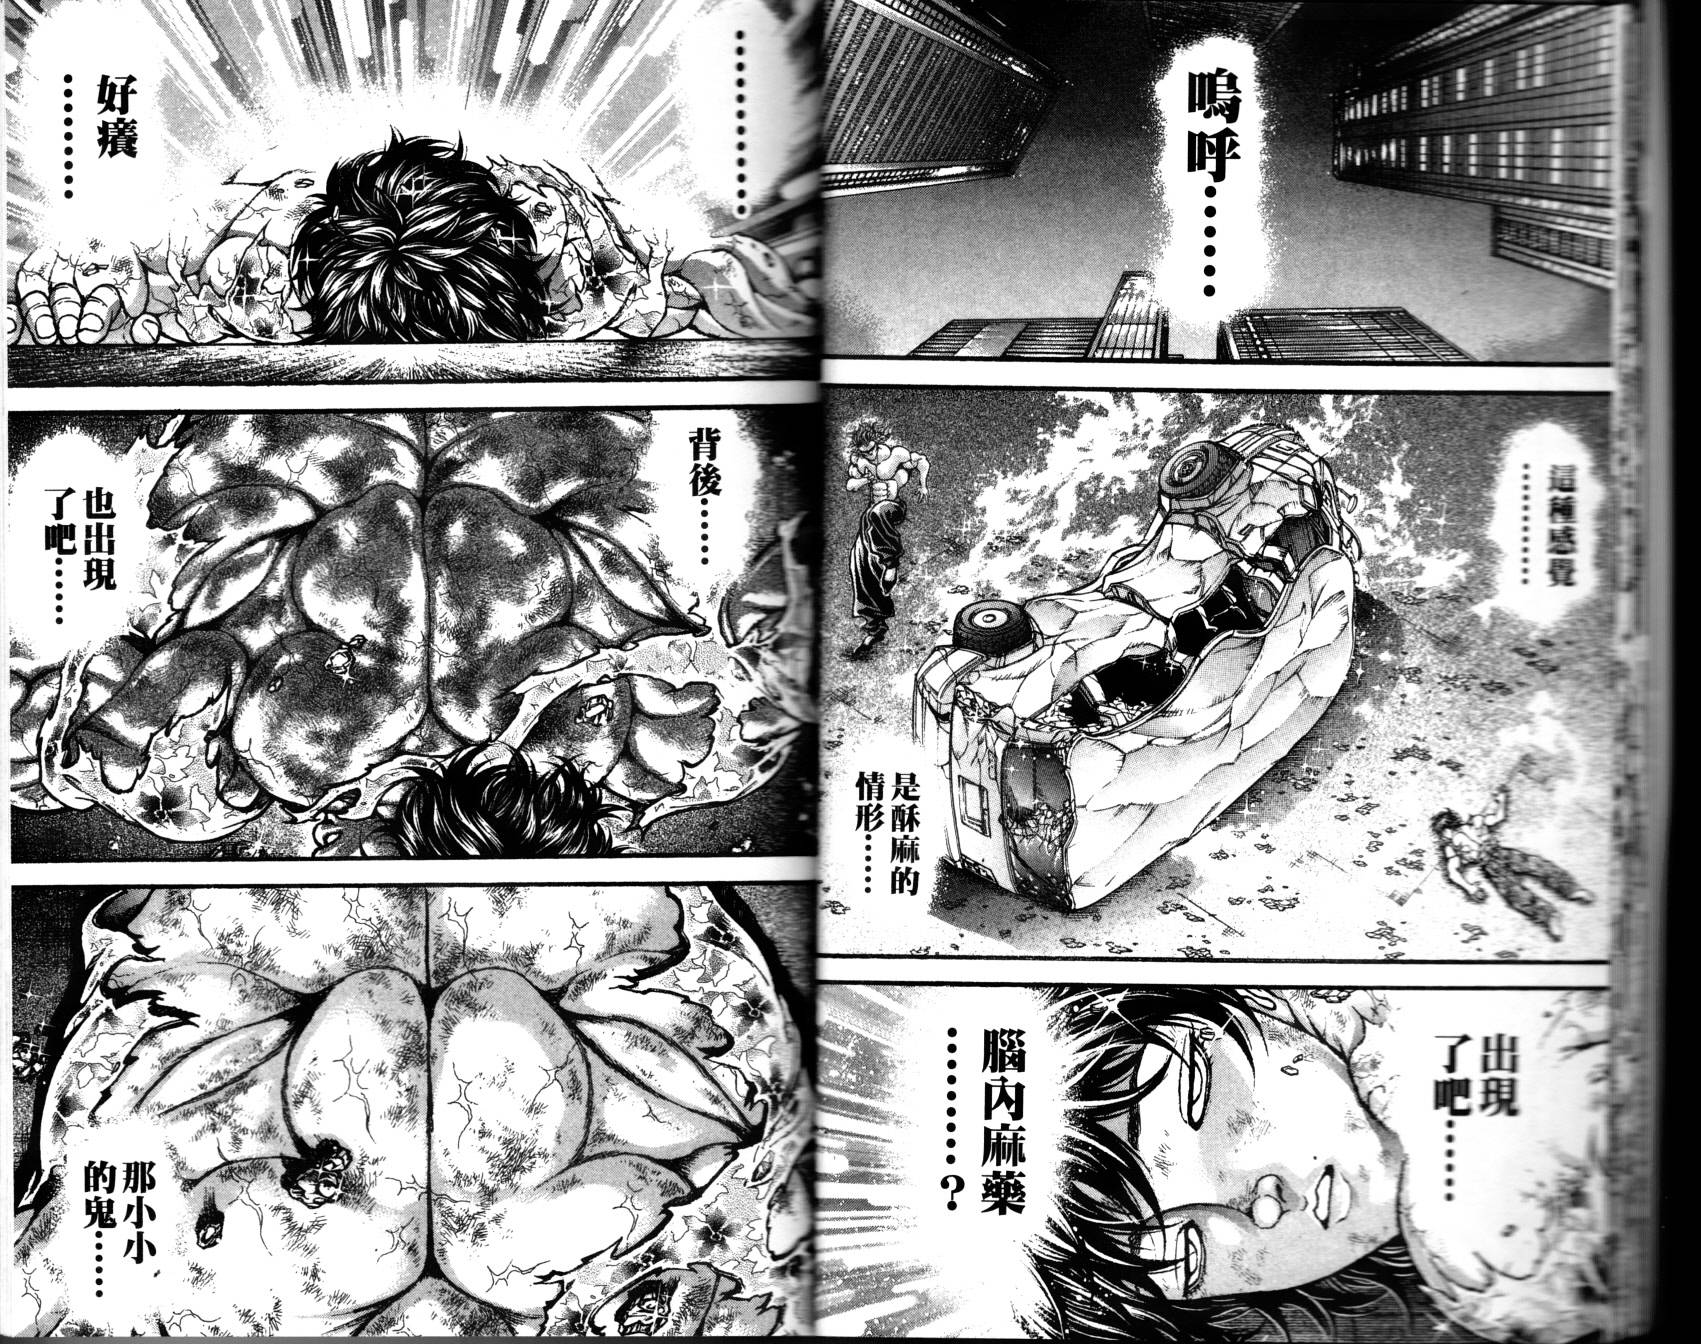 嗚呼……
這種感覺
………
是酥麻的
情形……
出現
了吧……
腦內麻藥
………？
…………
好癢
………
背後……
也出現
了吧……
那小小
的鬼……